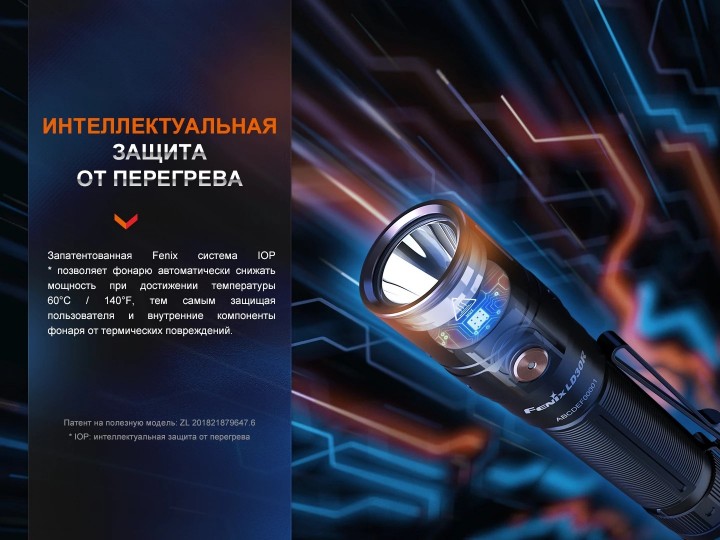 ИНТЕЛЛЕКТУАЛЬНАЯ
ЗАЩИТА
ОТ ПЕРЕГРЕВА
Запатентованная Fenix система IOP
* позволяет фонарю автоматически снижать
мощность при достижении температуры
60°C / 140°F, тем самым защищая
пользователя и внутренние компоненты
фонаря от термических повреждений.
Патент на полезную модель: ZL 201821879647.6
* IOP: интеллектуальная защита от перегрева
Fenix LD30R
ABCDEF00001